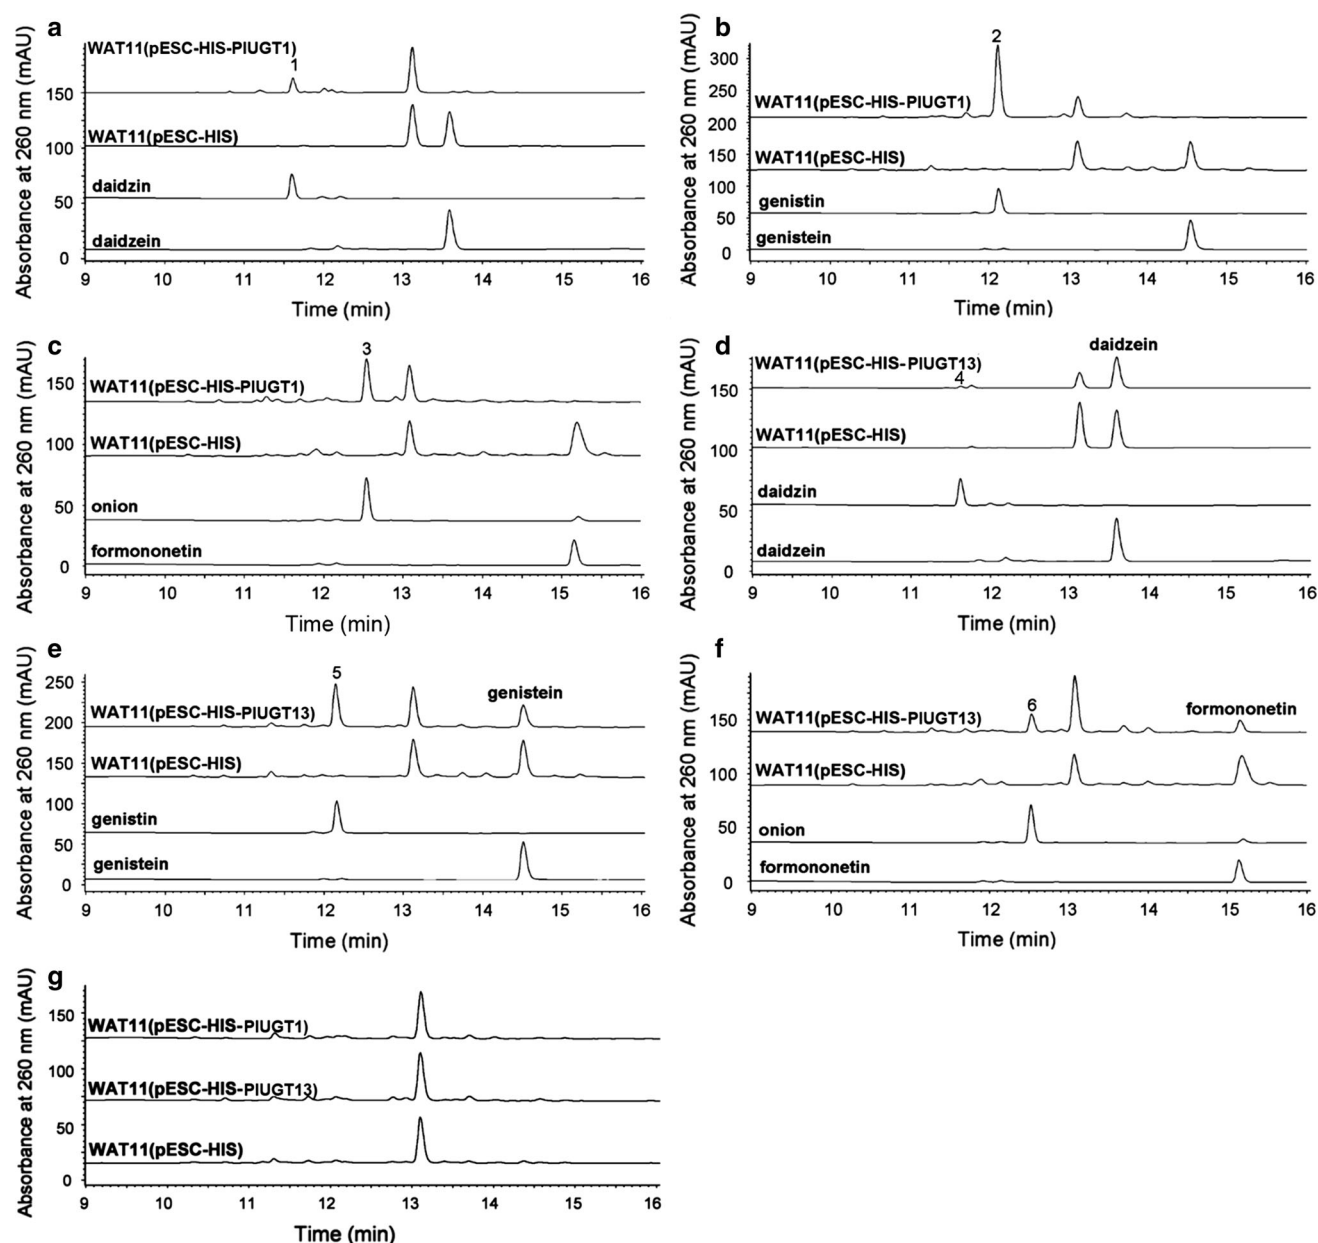 a
Absorbance at 260 nm (mAU)
WAT11(pESC-HIS-PlUGT1)
1
150
WAT11(pESC-HIS)
100
daidzin
50
daidzein
0
9 10 11 12 13 14 15 16
Time (min)
b
Absorbance at 260 nm (mAU)
2
300
WAT11(pESC-HIS-PlUGT1)
250
200
WAT11(pESC-HIS)
150
100
genistin
50
genistein
0
9 10 11 12 13 14 15 16
Time (min)
c
Absorbance at 260 nm (mAU)
3
WAT11(pESC-HIS-PlUGT1)
150
WAT11(pESC-HIS)
100
onion
50
formononetin
0
9 10 11 12 13 14 15 16
Time (min)
d
Absorbance at 260 nm (mAU)
daidzein
WAT11(pESC-HIS-PlUGT13)
4
150
WAT11(pESC-HIS)
100
daidzin
50
daidzein
0
9 10 11 12 13 14 15 16
Time (min)
e
Absorbance at 260 nm (mAU)
5
250
genistein
WAT11(pESC-HIS-PlUGT13)
200
WAT11(pESC-HIS)
150
100
genistin
50
genistein
0
9 10 11 12 13 14 15 16
Time (min)
f
Absorbance at 260 nm (mAU)
6
formononetin
WAT11(pESC-HIS-PlUGT13)
150
WAT11(pESC-HIS)
100
onion
50
formononetin
0
9 10 11 12 13 14 15 16
Time (min)
g
Absorbance at 260 nm (mAU)
150
WAT11(pESC-HIS-PlUGT1)
100
WAT11(pESC-HIS-PlUGT13)
50
WAT11(pESC-HIS)
0
9 10 11 12 13 14 15 16
Time (min)